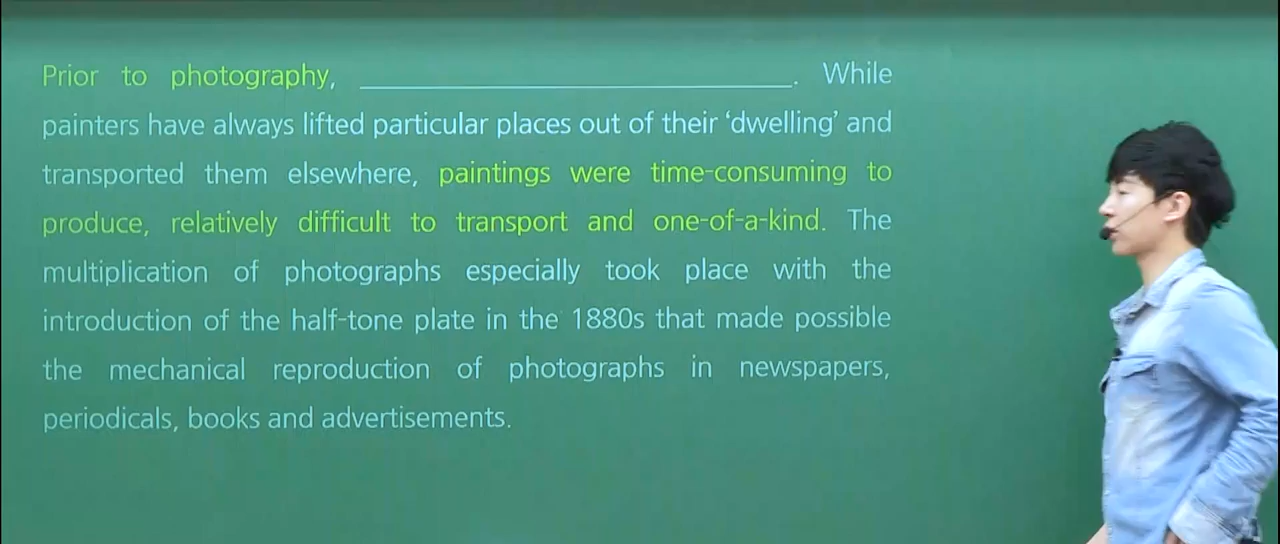 Prior to photography, ______________________________. While
painters have always lifted particular places out of their ‘dwelling’ and
transported them elsewhere, paintings were time-consuming to
produce, relatively difficult to transport and one-of-a-kind. The
multiplication of photographs especially took place with the
introduction of the half-tone plate in the 1880s that made possible
the mechanical reproduction of photographs in newspapers,
periodicals, books and advertisements.